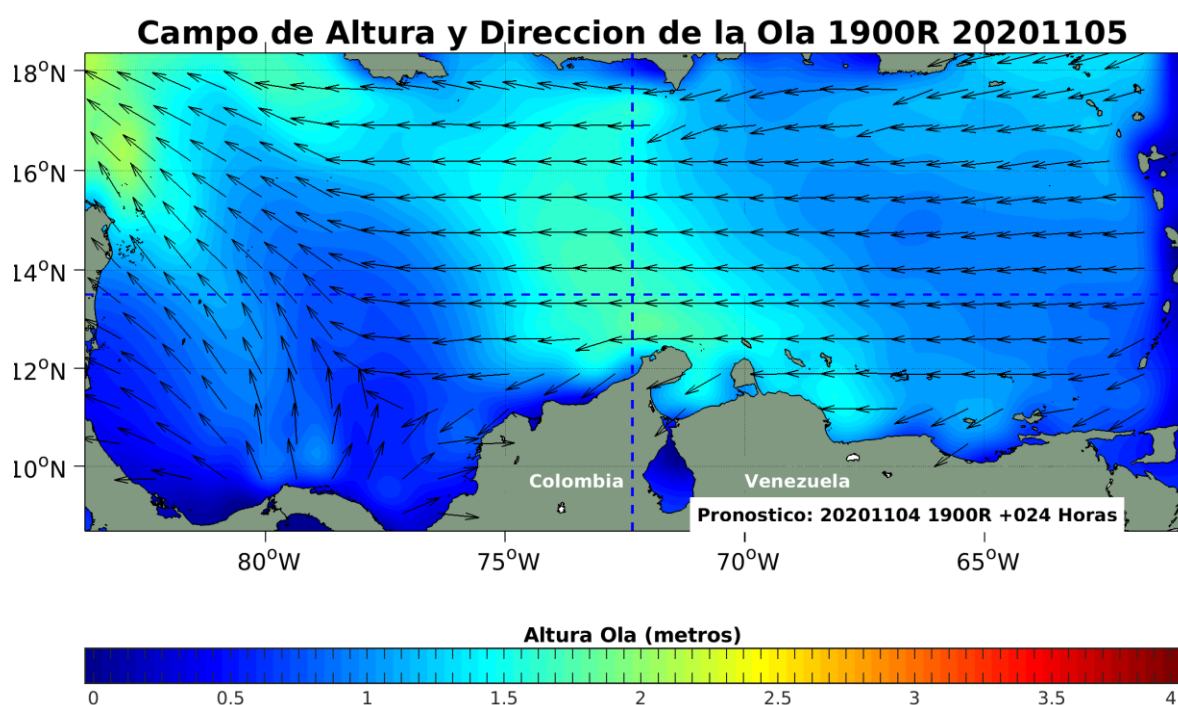 Campo de Altura y Direccion de la Ola 1900R 20201105
18°N
16°N
14°N
12°N
10°N
Colombia
Venezuela
Pronostico: 20201104 1900R +024 Horas
80°W
75°W
70°W
65°W
Altura Ola (metros)
0
0.5
1
1.5
2
2.5
3
3.5
4